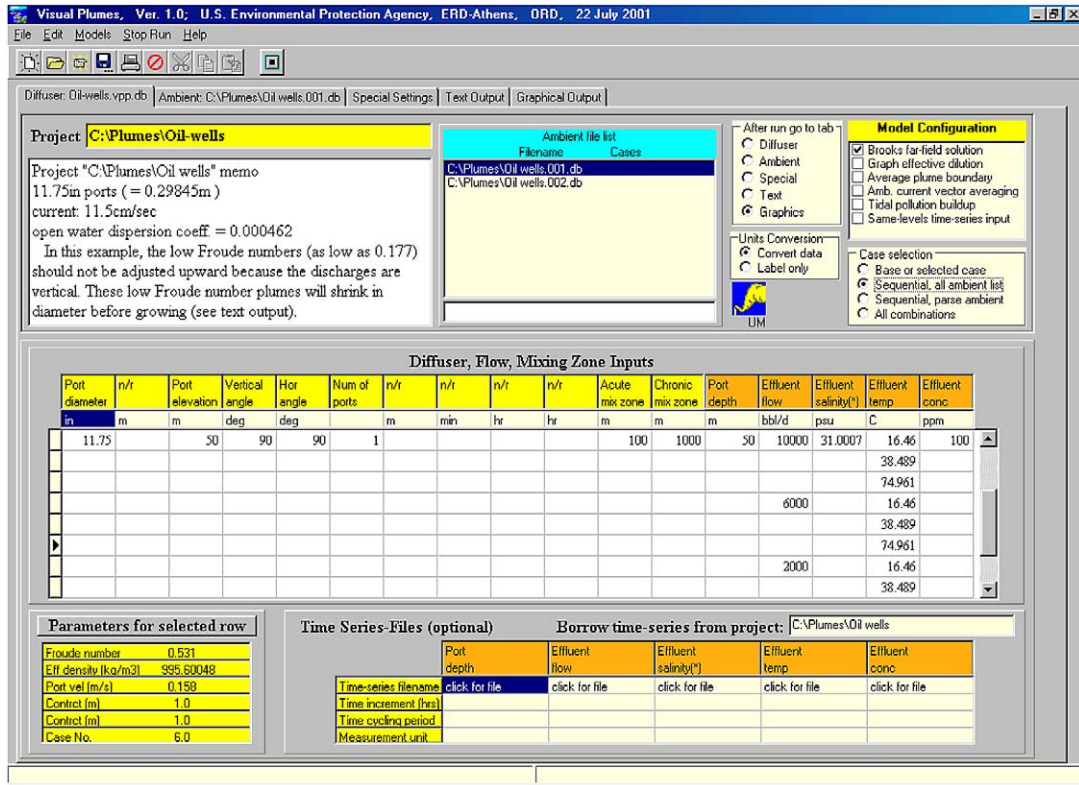 Visual Plumes, Ver. 1.0; U.S. Environmental Protection Agency, ERD-Athens, ORD, 22 July 2001
File Edit Models Stop Run Help
Diffuser: Oil-wells.vpp.db Ambient: C:\Plumes\Oil wells.001.db Special Settings Text Output Graphical Output
Project C:\Plumes\Oil-wells
Project "C:\Plumes\Oil wells" memo
11.75in ports ( = 0.29845m )
current: 11.5cm/sec
open water dispersion coeff. = 0.000462
In this example, the low Froude numbers (as low as 0.177)
should not be adjusted upward because the discharges are
vertical. These low Froude number plumes will shrink in
diameter before growing (see text output).
Ambient file list
Filename Cases
C:\Plumes\Oil wells.001.db
C:\Plumes\Oil wells.002.db
After run go to tab
Diffuser
Ambient
Special
Text
Graphics
Units Conversion
Convert data
Label only
UM
Model Configuration
Brooks far-field solution
Graph effective dilution
Average plume boundary
Amb. current vector averaging
Tidal pollution buildup
Same-levels time-series input
Case selection
Base or selected case
Sequential, all ambient list
Sequential, parse ambient
All combinations
Diffuser, Flow, Mixing Zone Inputs
Port n/r Port Vertical Hor Num of n/r n/r n/r n/r Acute Chronic Port Effluent Effluent Effluent Effluent
diameter elevation angle angle ports mix zone mix zone depth flow salinity(*) temp conc
in m m deg deg m min hr hr m m m bbl/d psu C ppm
11.75 50 90 90 1 100 1000 50 10000 31.0007 16.46 100
38.489
74.961
6000 16.46
38.489
74.961
2000 16.46
38.489
Parameters for selected row
Froude number 0.531
Eff density (kg/m3) 995.60048
Port vel (m/s) 0.158
Contrct (m) 1.0
Contrct (m) 1.0
Case No. 6.0
Time Series-Files (optional) Borrow time-series from project: C:\Plumes\Oil wells
Port Effluent Effluent Effluent Effluent
depth flow salinity(*) temp conc
Time-series filename click for file click for file click for file click for file click for file
Time increment (hrs)
Time cycling period
Measurement unit